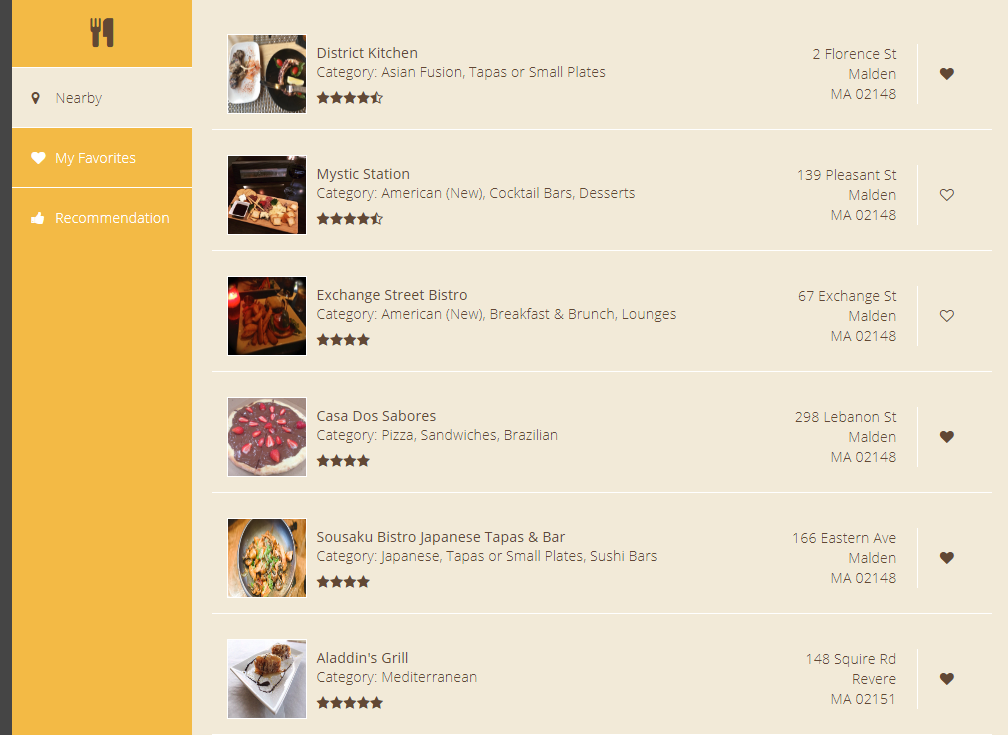 Nearby
My Favorites
Recommendation
District Kitchen
Category: Asian Fusion, Tapas or Small Plates
2 Florence St
Malden
MA 02148
Mystic Station
Category: American (New), Cocktail Bars, Desserts
139 Pleasant St
Malden
MA 02148
Exchange Street Bistro
Category: American (New), Breakfast & Brunch, Lounges
67 Exchange St
Malden
MA 02148
Casa Dos Sabores
Category: Pizza, Sandwiches, Brazilian
298 Lebanon St
Malden
MA 02148
Sousaku Bistro Japanese Tapas & Bar
Category: Japanese, Tapas or Small Plates, Sushi Bars
166 Eastern Ave
Malden
MA 02148
Aladdin's Grill
Category: Mediterranean
148 Squire Rd
Revere
MA 02151